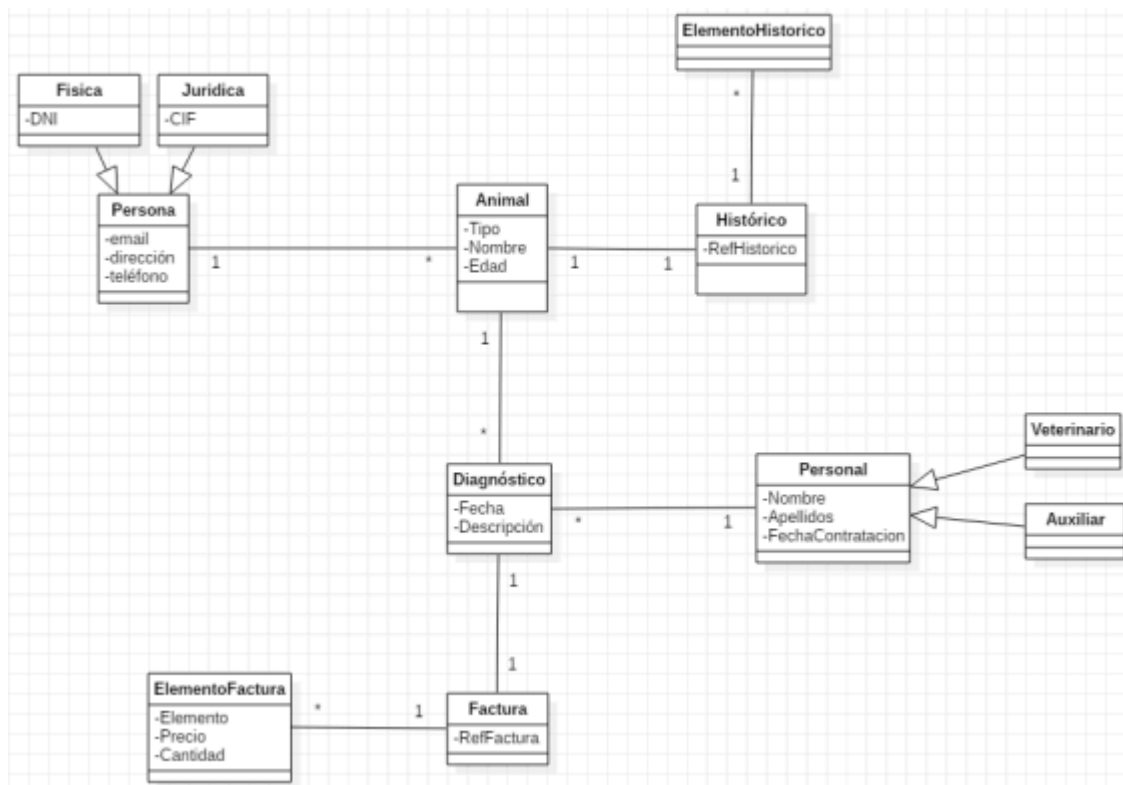 ElementoHistorico
Fisica
-DNI
Juridica
-CIF
*
1
Persona
-email
-dirección
-teléfono
1
*
Animal
-Tipo
-Nombre
-Edad
1
1
Histórico
-RefHistorico
1
*
Diagnóstico
-Fecha
-Descripción
*
1
Personal
-Nombre
-Apellidos
-FechaContratacion
Veterinario
Auxiliar
1
1
ElementoFactura
-Elemento
-Precio
-Cantidad
*
1
Factura
-RefFactura